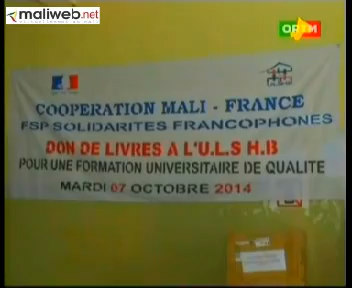 maliweb.net
ORTM
COOPERATION MALI - FRANCE
FSP SOLIDARITES FRANCOPHONES
DON DE LIVRES A L'U.L.S H.B
POUR UNE FORMATION UNIVERSITAIRE DE QUALITE
MARDI 07 OCTOBRE 2014